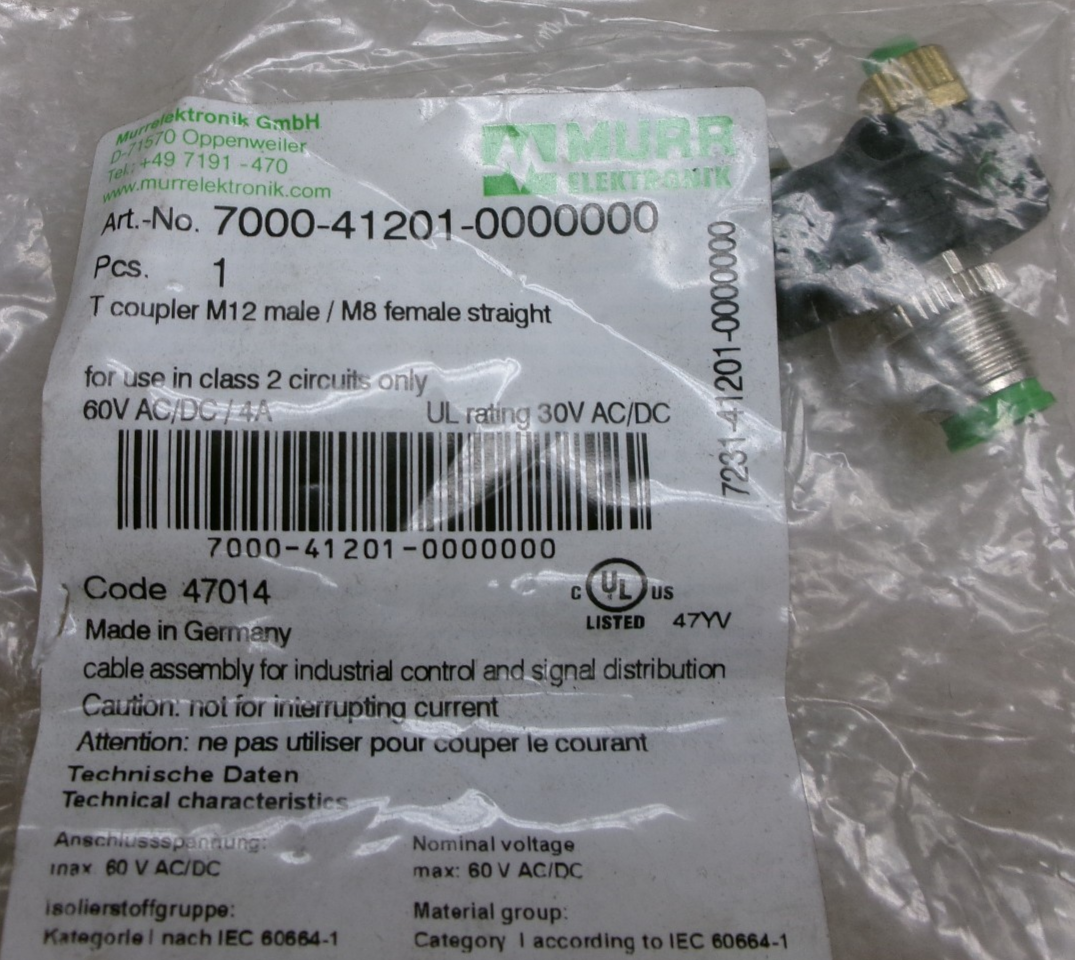 Murrelektronik GmbH
D-71570 Oppenweiler
Tel.: +49 7191 -470
www.murrelektronik.com
MURR
ELEKTRONIK
Art.-No. 7000-41201-0000000
Pcs. 1
T coupler M12 male / M8 female straight
for use in class 2 circuits only
60V AC/DC / 4A UL rating 30V AC/DC
7231-41201-0000000
7000-41201-0000000
Code 47014
C UL US
LISTED 47YV
Made in Germany
cable assembly for industrial control and signal distribution
Caution: not for interrupting current
Attention: ne pas utiliser pour couper le courant
Technische Daten
Technical characteristics
Anschlussspannung: Nominal voltage
max 60 V AC/DC max: 60 V AC/DC
Isolierstoffgruppe: Material group:
Kategorie I nach IEC 60664-1 Category I according to IEC 60664-1